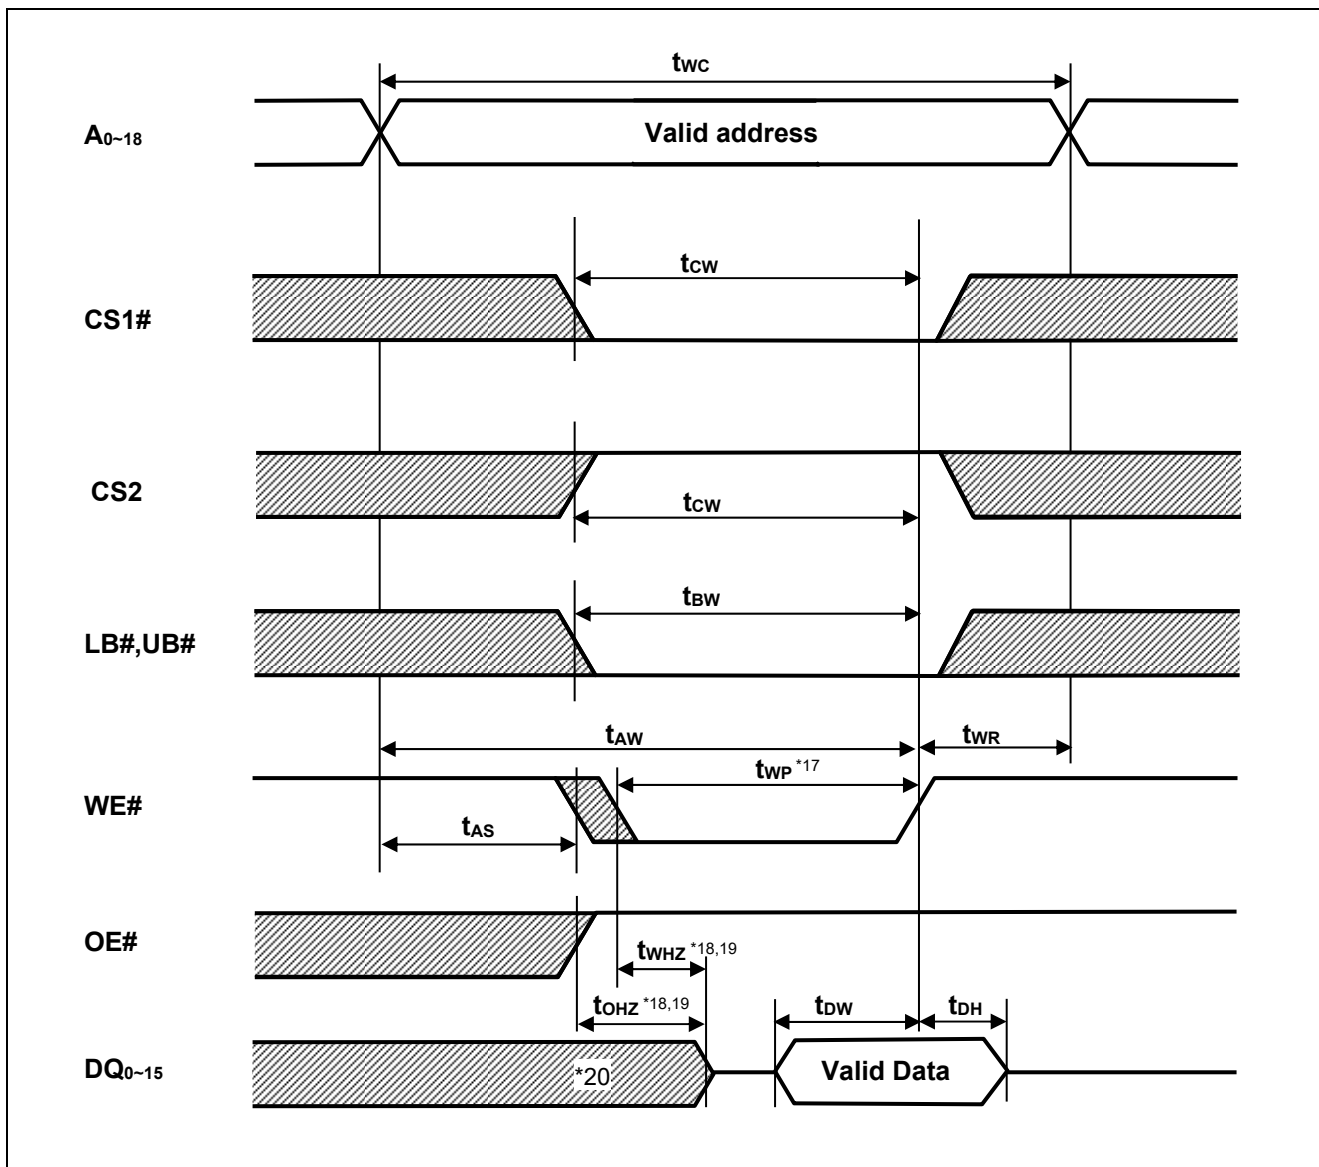 tWC
A0~18
Valid address
tCW
CS1#
CS2
tCW
tBW
LB#,UB#
tAW
tWR
tWP *17
WE#
tAS
OE#
tWHZ *18,19
tOHZ *18,19
tDW
tDH
DQ0~15
*20
Valid Data